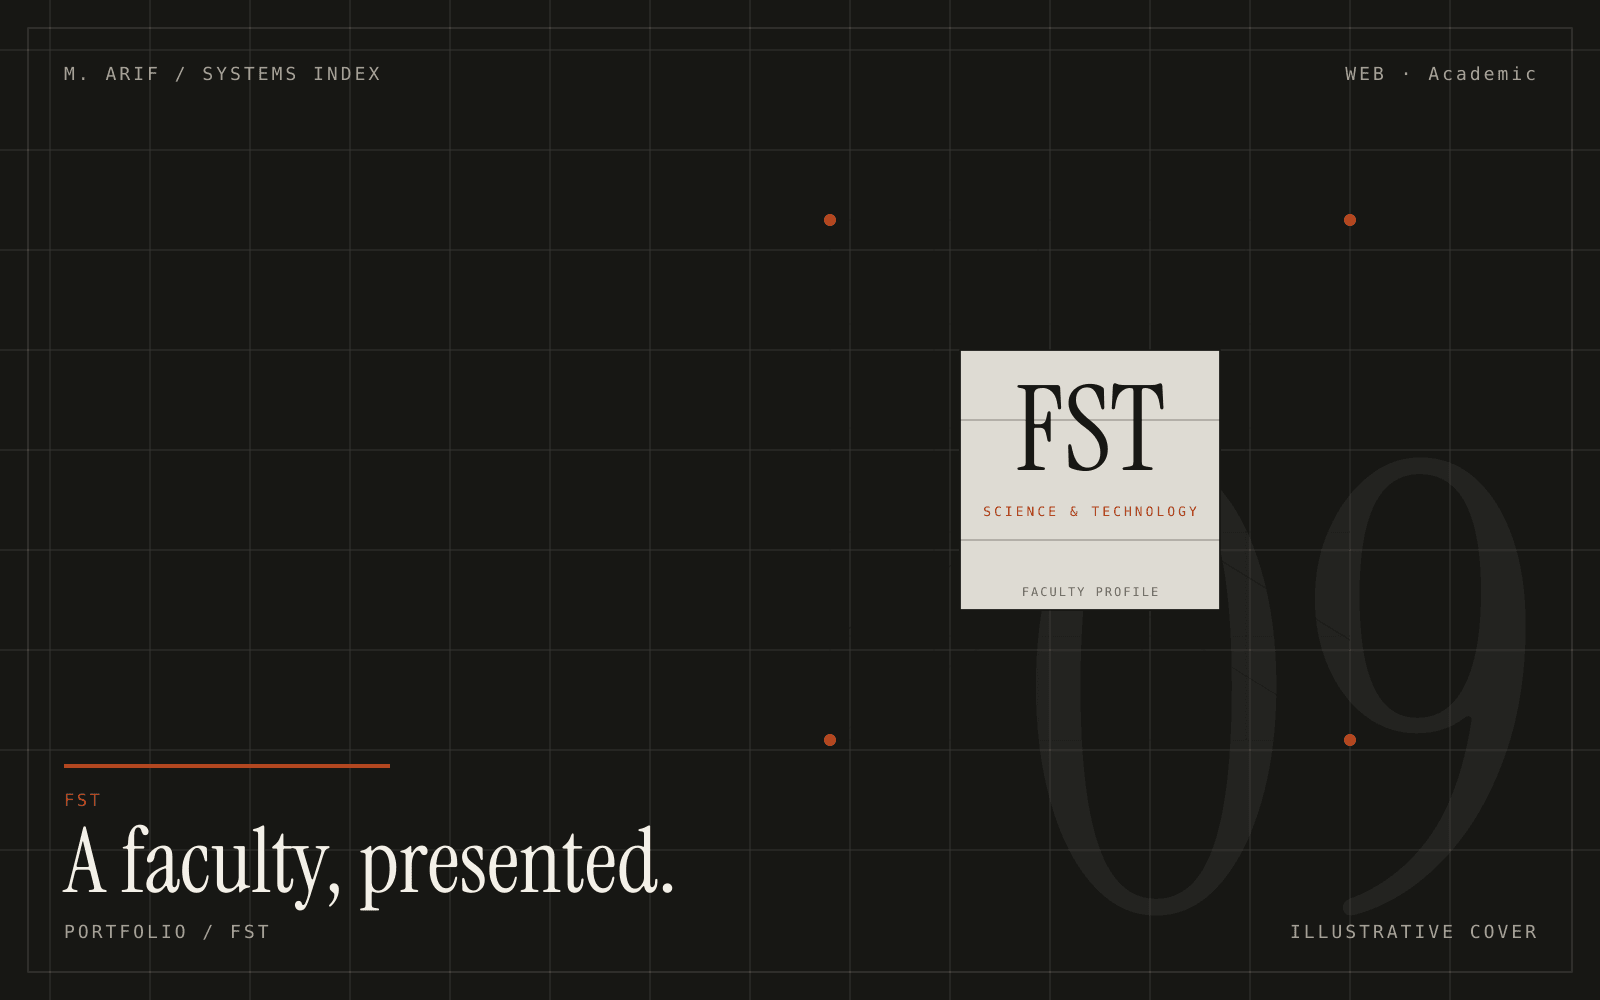 M. ARIF / SYSTEMS INDEX
WEB · Academic
FST
SCIENCE & TECHNOLOGY
FACULTY PROFILE
09
FST
A faculty, presented.
PORTFOLIO / FST
ILLUSTRATIVE COVER